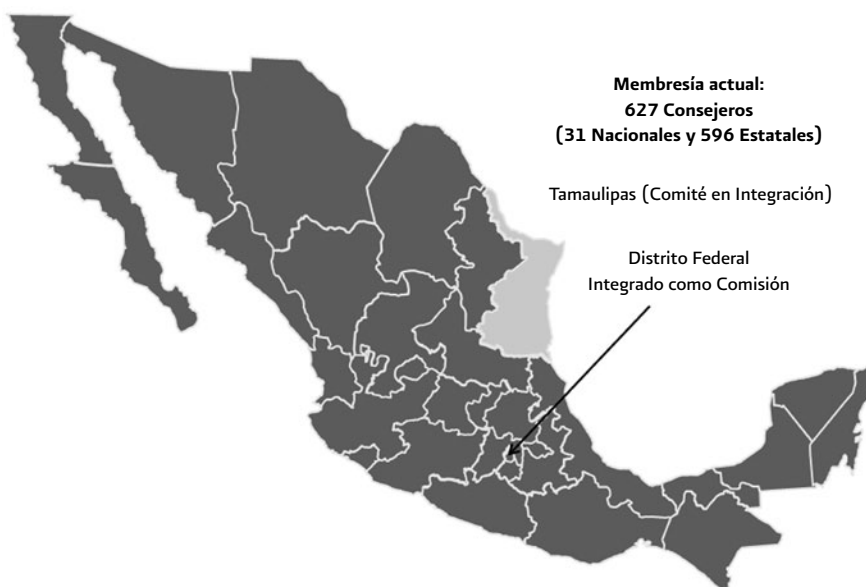 Membresía actual:
627 Consejeros
(31 Nacionales y 596 Estatales)
Tamaulipas (Comité en Integración)
Distrito Federal
Integrado como Comisión